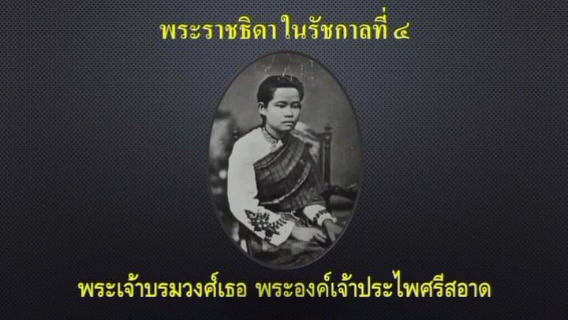 พระราชธิดา ในรัชกาลที่ ๔
พระเจ้าบรมวงศ์เธอ พระองค์เจ้าประไพศรีสอาด